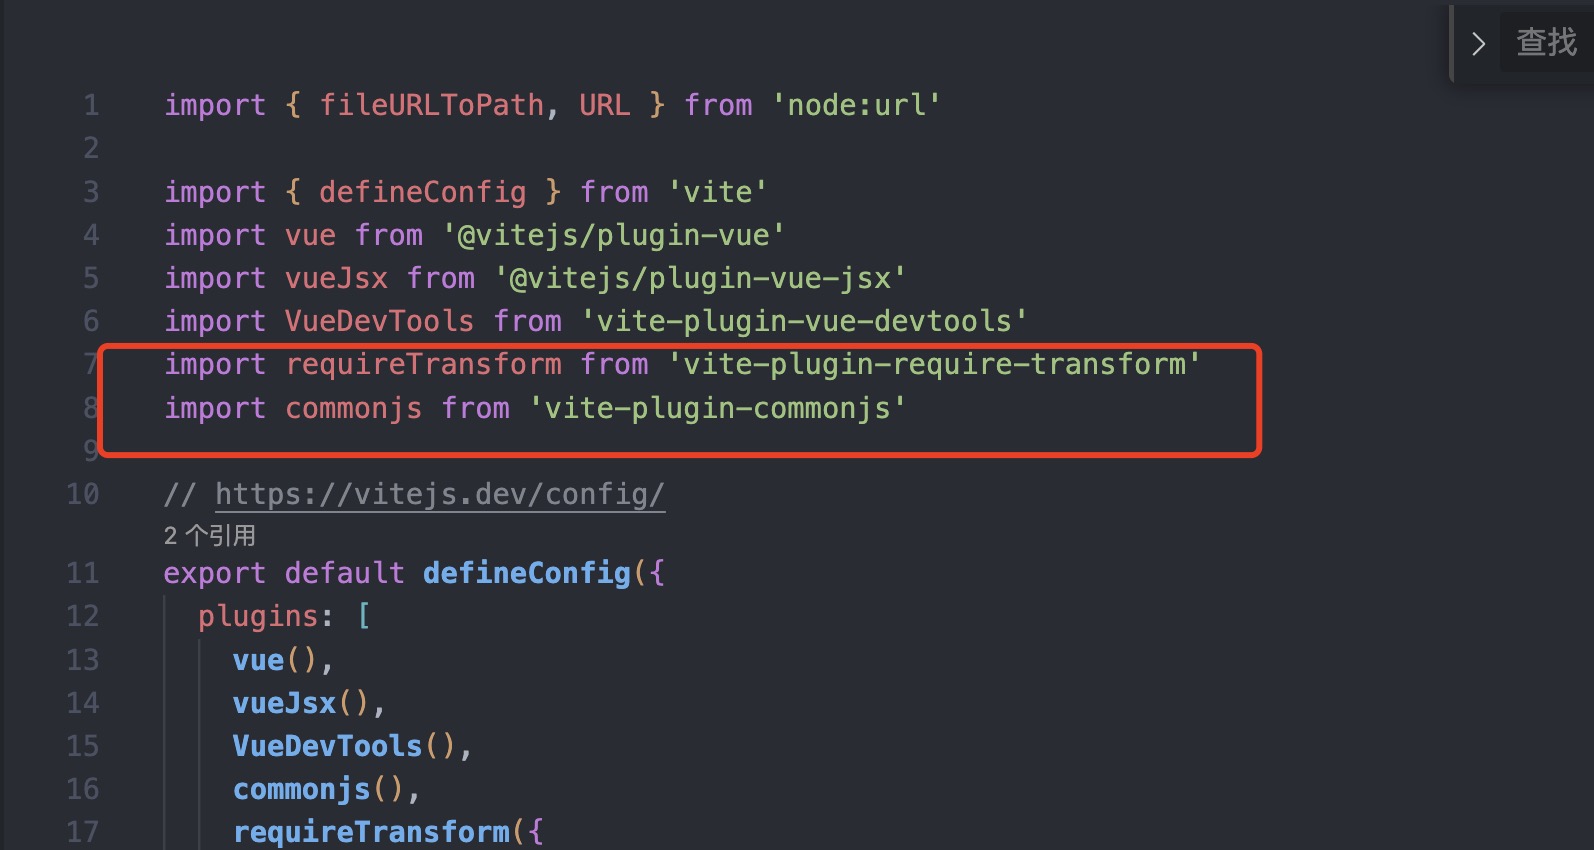 查找
1 import { fileURLToPath, URL } from 'node:url'
2
3 import { defineConfig } from 'vite'
4 import vue from '@vitejs/plugin-vue'
5 import vueJsx from '@vitejs/plugin-vue-jsx'
6 import VueDevTools from 'vite-plugin-vue-devtools'
7 import requireTransform from 'vite-plugin-require-transform'
8 import commonjs from 'vite-plugin-commonjs'
9
10 // https://vitejs.dev/config/
2 个引用
11 export default defineConfig({
12 plugins: [
13 vue(),
14 vueJsx(),
15 VueDevTools(),
16 commonjs(),
17 requireTransform({